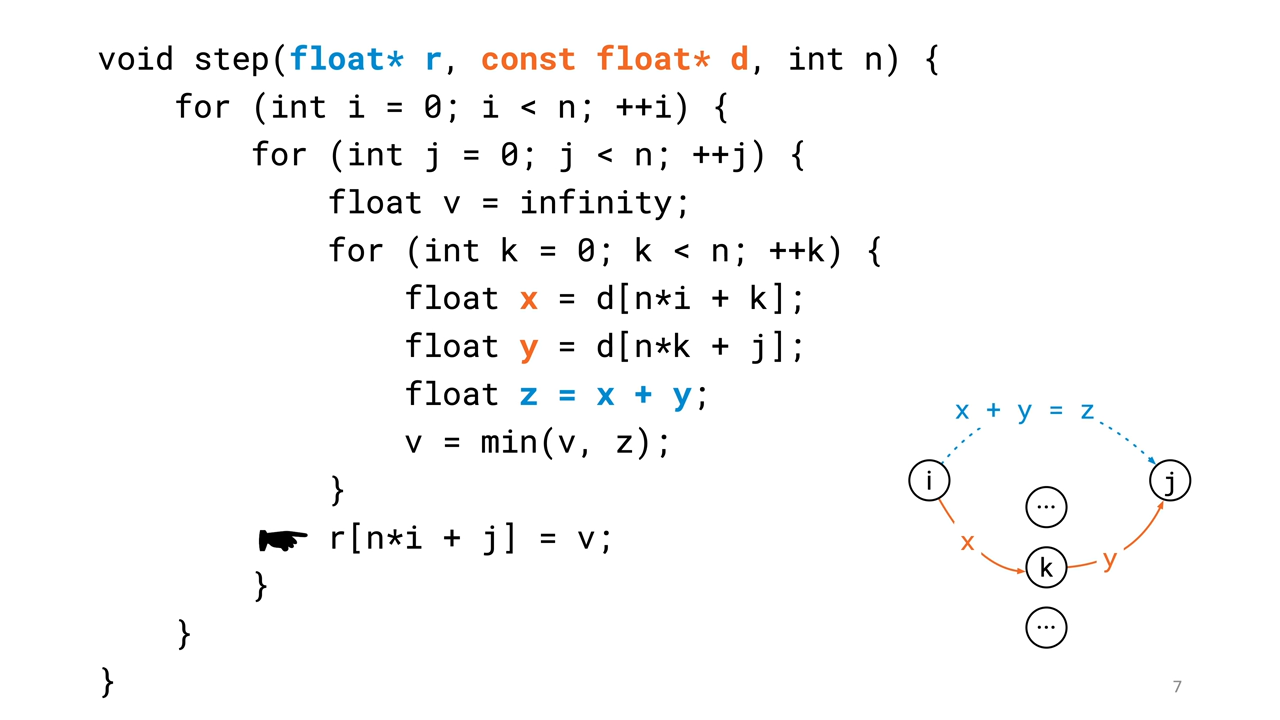 void step(float* r, const float* d, int n) {
for (int i = 0; i < n; ++i) {
for (int j = 0; j < n; ++j) {
float v = infinity;
for (int k = 0; k < n; ++k) {
float x = d[n*i + k];
float y = d[n*k + j];
float z = x + y;
v = min(v, z);
}
r[n*i + j] = v;
}
}
}
x + y = z
i
j
...
x
k
y
...
7